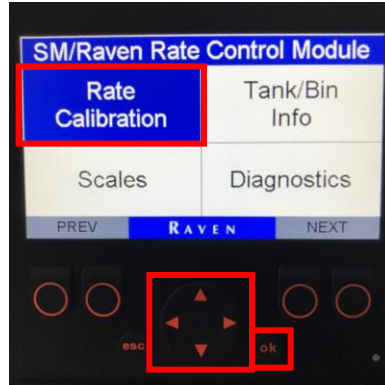 SM/Raven Rate Control Module
Rate Calibration
Tank/Bin Info
Scales
Diagnostics
PREV
RAVEN
NEXT
esc
ok